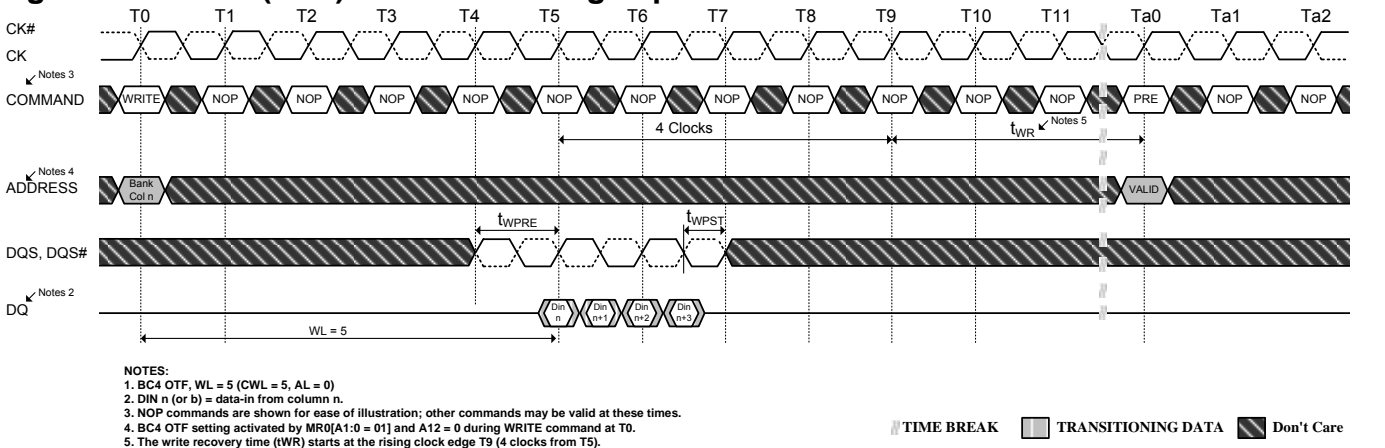 T0 T1 T2 T3 T4 T5 T6 T7 T8 T9 T10 T11 Ta0 Ta1 Ta2
CK#
CK
Notes 3
COMMAND WRITE NOP NOP NOP NOP NOP NOP NOP NOP NOP NOP NOP PRE NOP NOP
4 Clocks tWR Notes 5
Notes 4
ADDRESS Bank Col n VALID
tWPRE tWPST
DQS, DQS#
Notes 2
DQ Din n Din n+1 Din n+2 Din n+3
WL = 5
NOTES:
1. BC4 OTF, WL = 5 (CWL = 5, AL = 0)
2. DIN n (or b) = data-in from column n.
3. NOP commands are shown for ease of illustration; other commands may be valid at these times.
4. BC4 OTF setting activated by MR0[A1:0 = 01] and A12 = 0 during WRITE command at T0.
5. The write recovery time (tWR) starts at the rising clock edge T9 (4 clocks from T5).
TIME BREAK TRANSITIONING DATA Don't Care